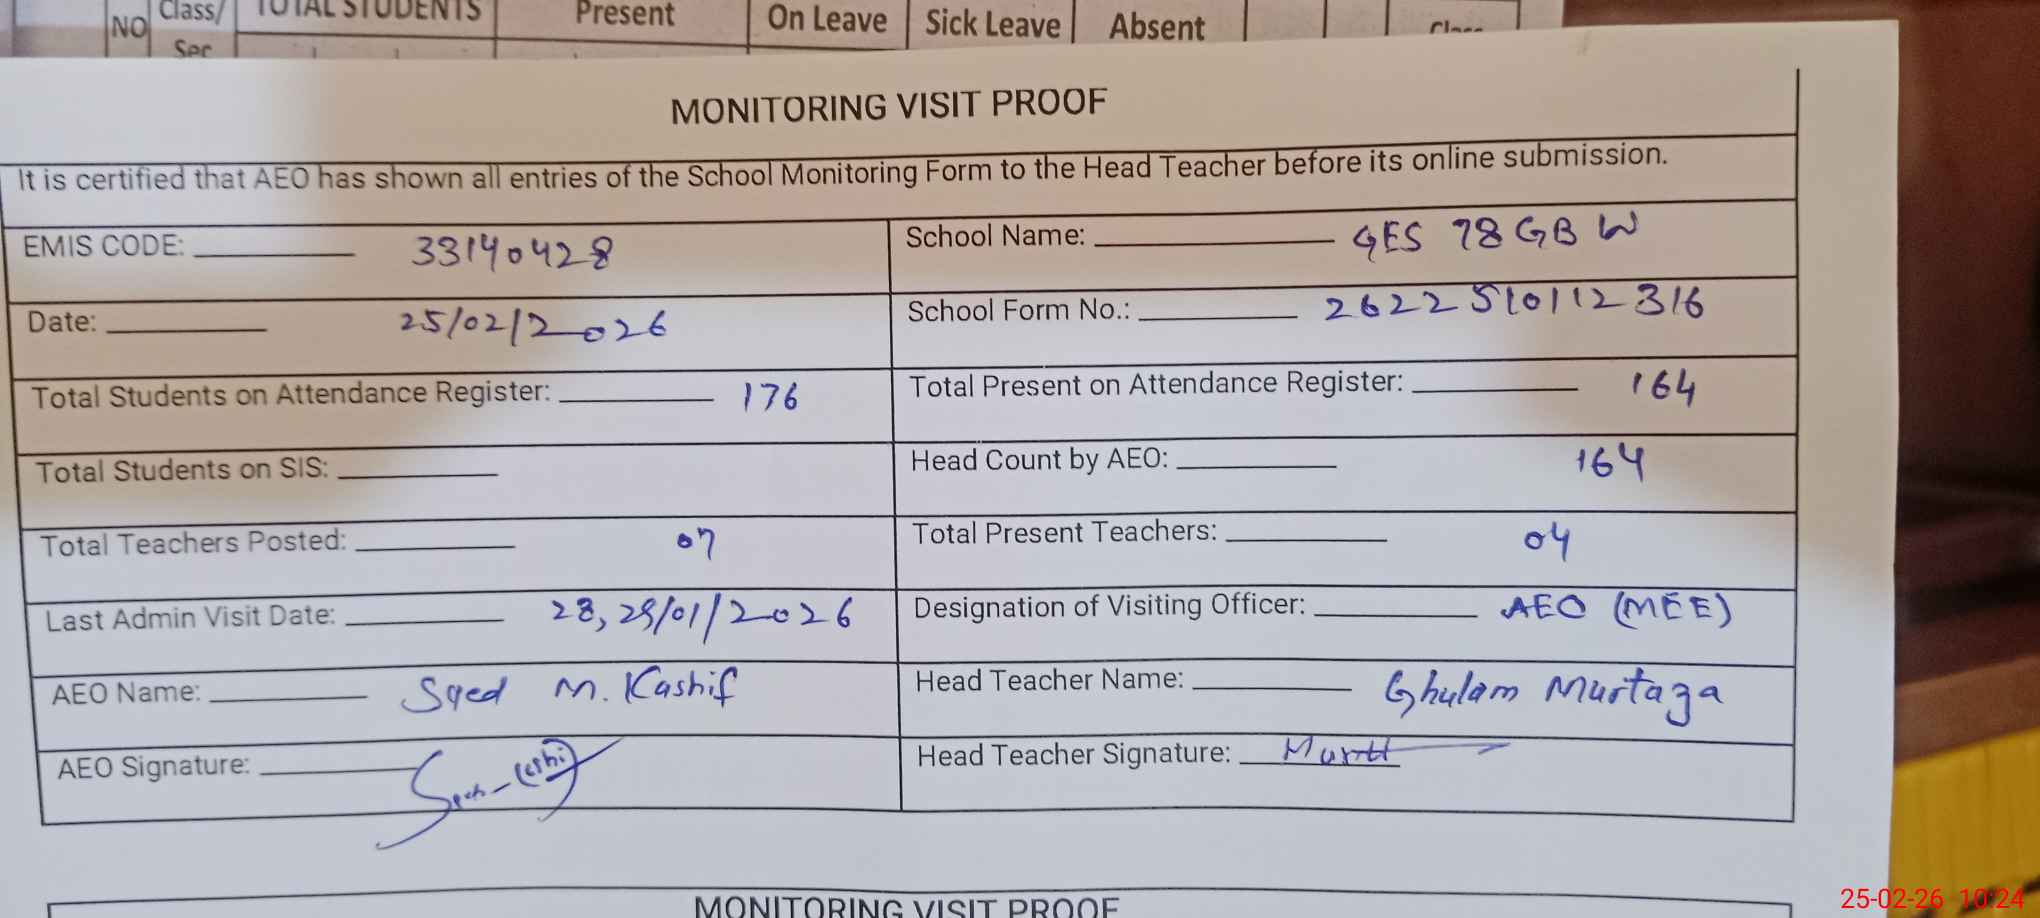 NO Class/ Sec TOTAL STUDENTS Present On Leave Sick Leave Absent
MONITORING VISIT PROOF
It is certified that AEO has shown all entries of the School Monitoring Form to the Head Teacher before its online submission.
EMIS CODE: 33140428 School Name: GES 78 GB W
Date: 25/02/2026 School Form No.: 2622510112316
Total Students on Attendance Register: 176 Total Present on Attendance Register: 164
Total Students on SIS: Head Count by AEO: 164
Total Teachers Posted: 07 Total Present Teachers: 04
Last Admin Visit Date: 28, 29/01/2026 Designation of Visiting Officer: AEO (MEE)
AEO Name: Syed M. Kashif Head Teacher Name: Ghulam Murtaza
AEO Signature: Head Teacher Signature:
MONITORING VISIT PROOF
25-02-26 10:24